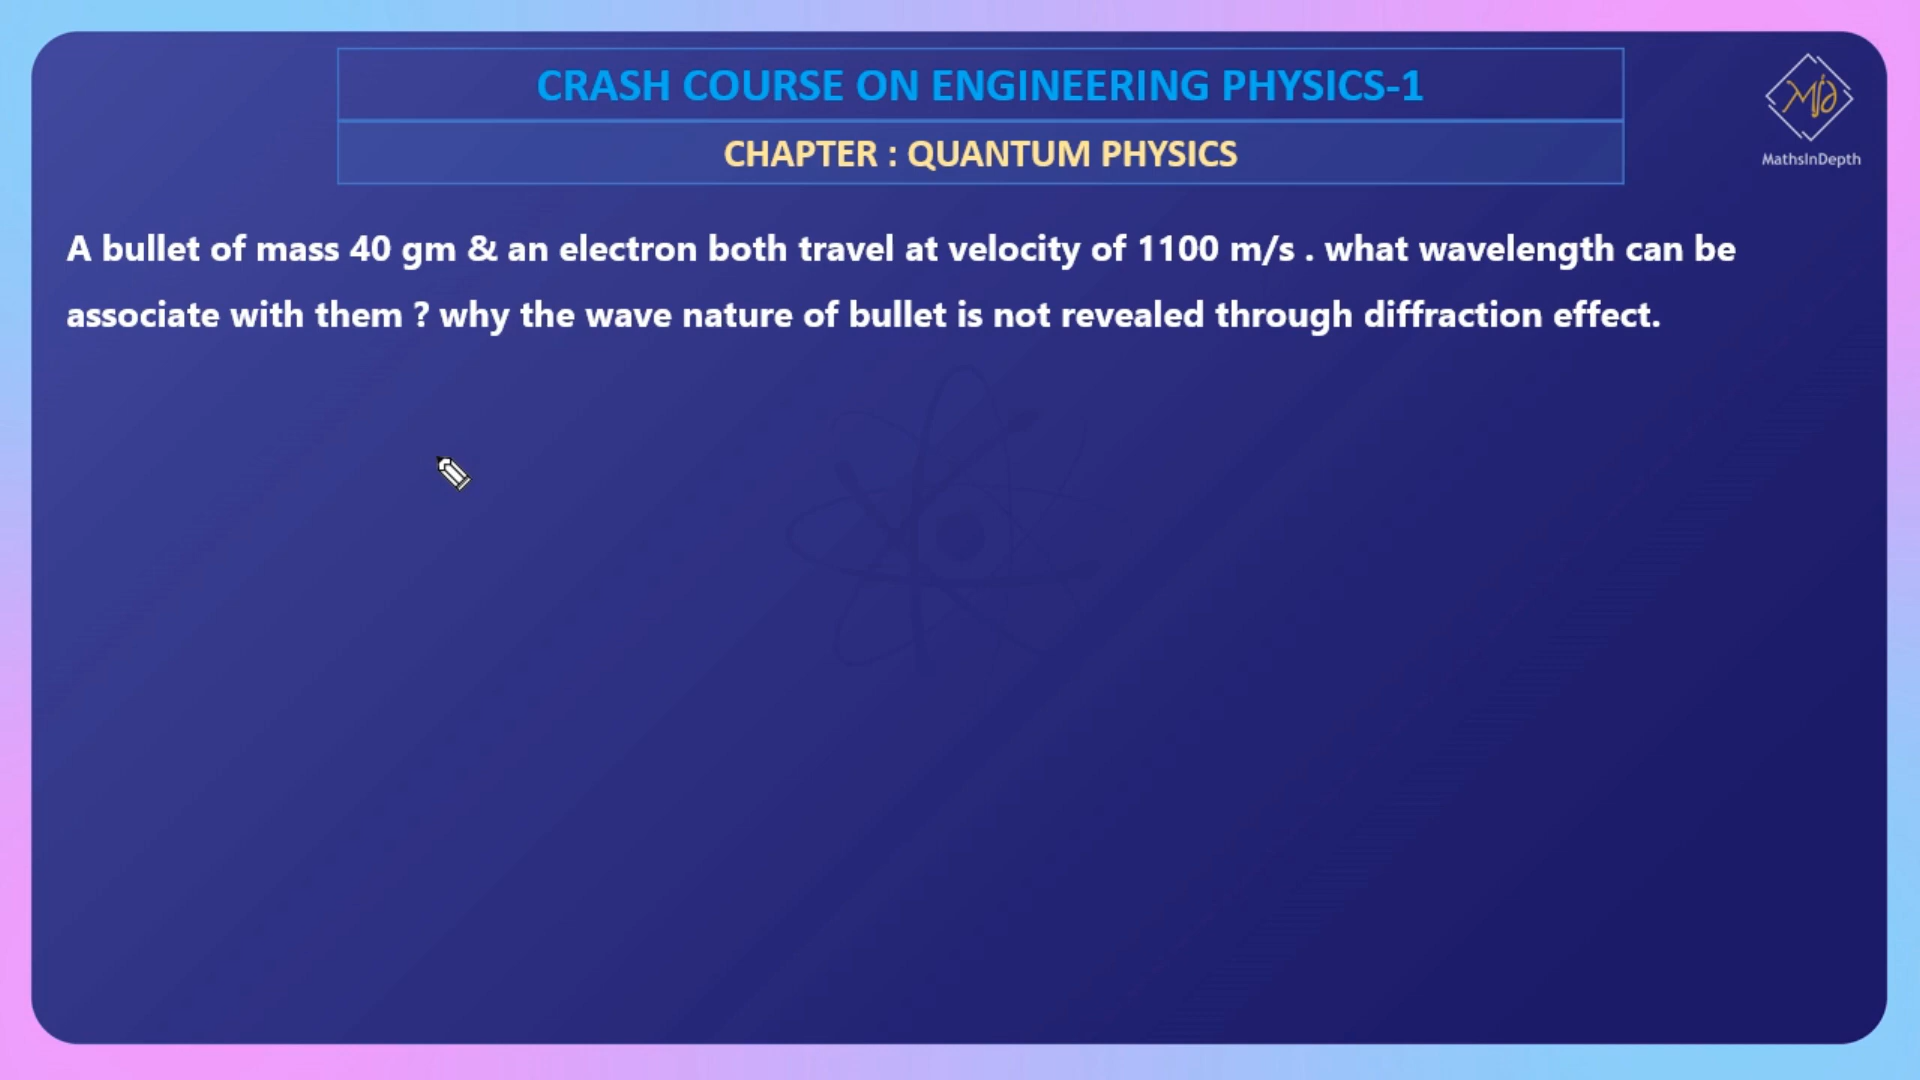 CRASH COURSE ON ENGINEERING PHYSICS-1
CHAPTER : QUANTUM PHYSICS
MathsInDepth
A bullet of mass 40 gm & an electron both travel at velocity of 1100 m/s . what wavelength can be
associate with them ? why the wave nature of bullet is not revealed through diffraction effect.